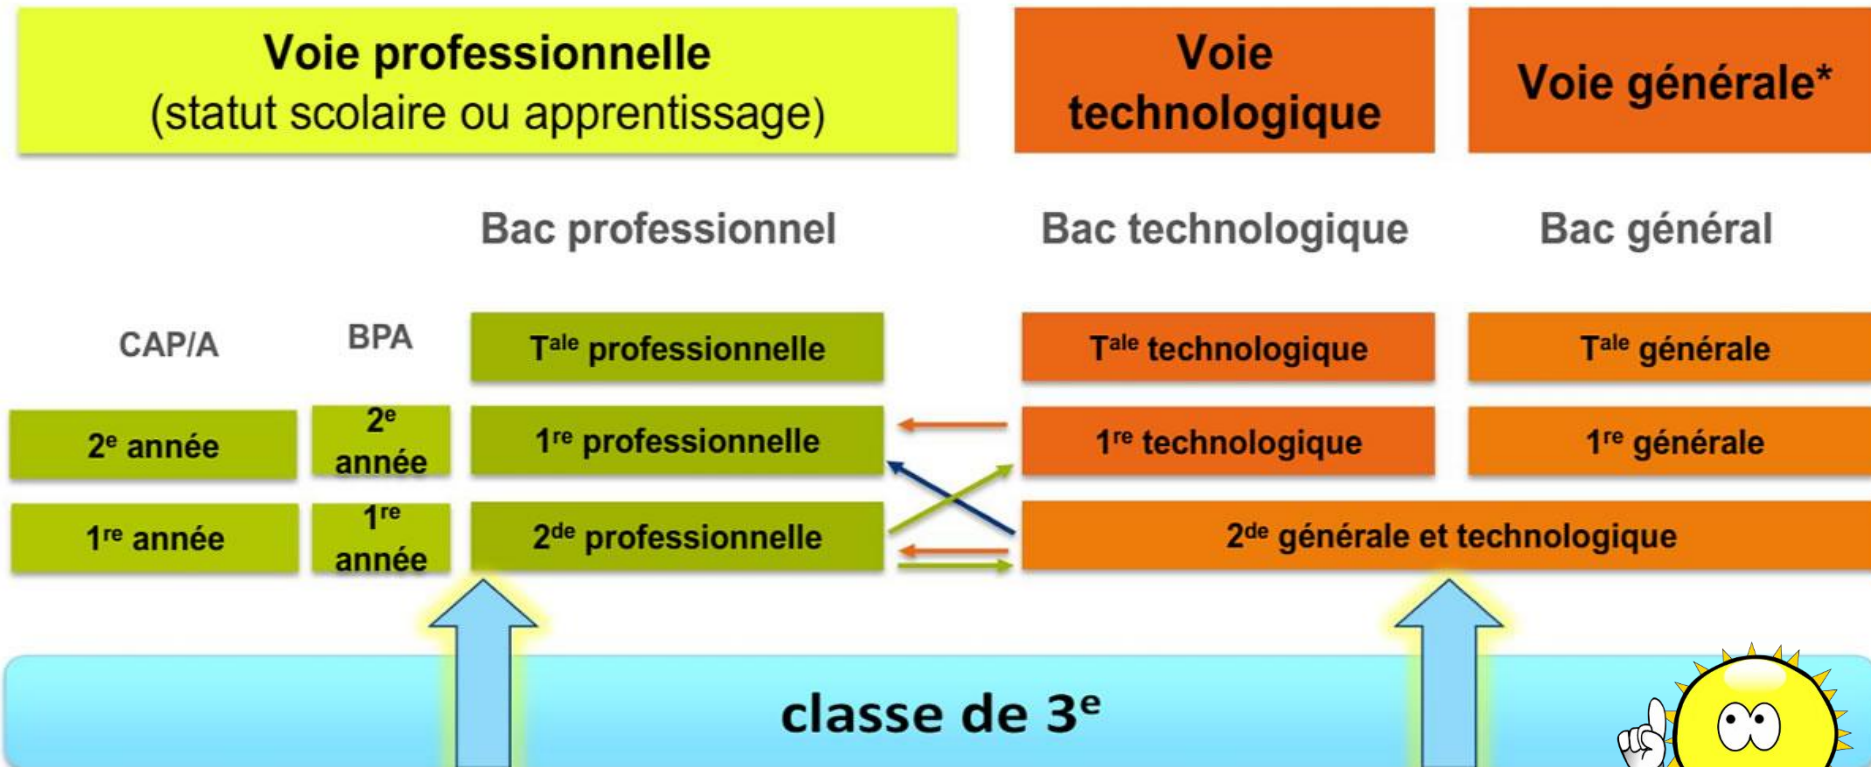 Voie professionnelle
(statut scolaire ou apprentissage)
Voie
technologique
Voie générale*
Bac professionnel
Bac technologique
Bac général
CAP/A
BPA
Tale professionnelle
Tale technologique
Tale générale
2e année
2e
année
1re professionnelle
1re technologique
1re générale
1re année
1re
année
2de professionnelle
2de générale et technologique
classe de 3e